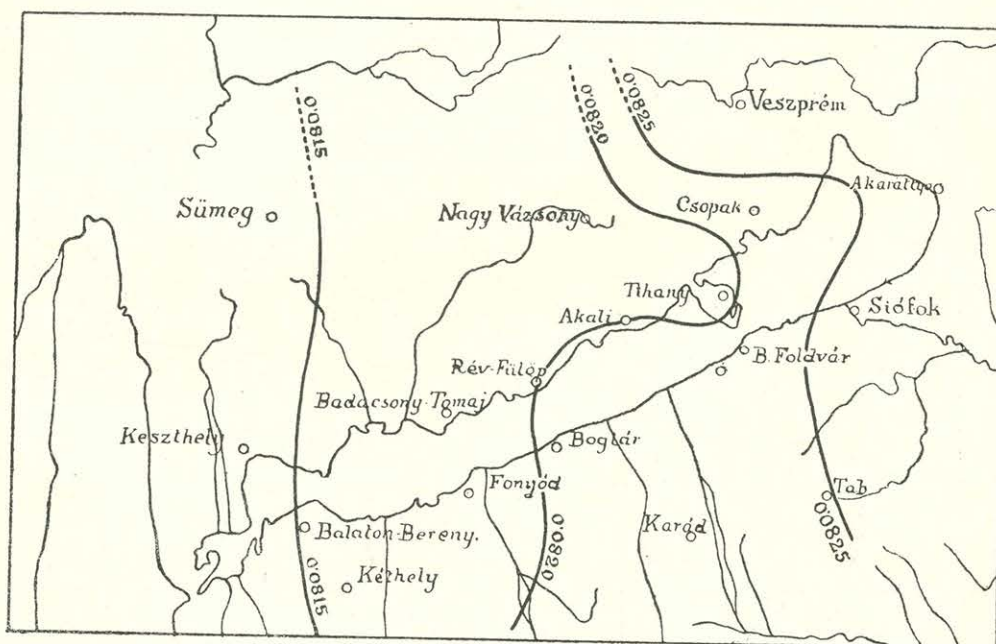 0.0820
0.0825
Veszprém
0.0815
Akarattya
Sümeg
Nagy Vázsony
Csopak
Tihany
Akali
Siófok
B. Foldvár
Rév-Fülöp
Badacsony-Tomaj
Keszthely
Boglár
Fonyód
Tab
Balaton-Bereny.
Karád
0.0820
0.0825
Kéthely
0.0815